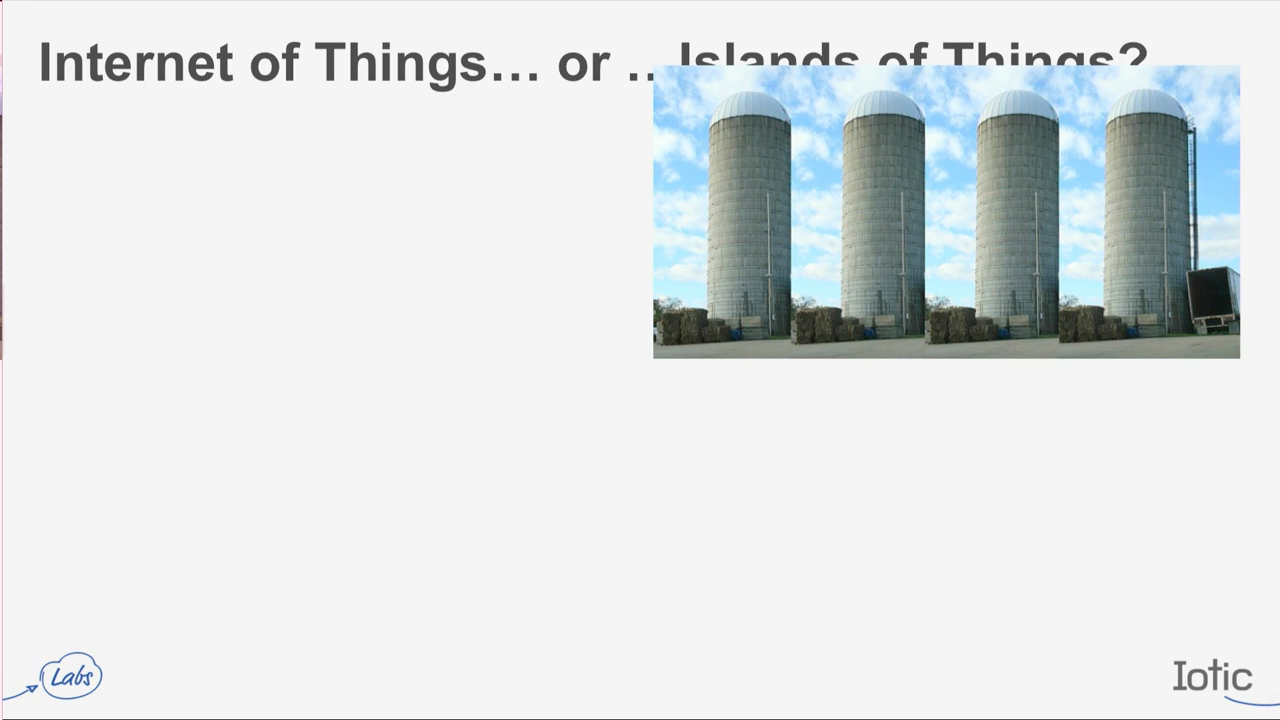 Internet of Things… or … Islands of Things?
Labs
Iotic